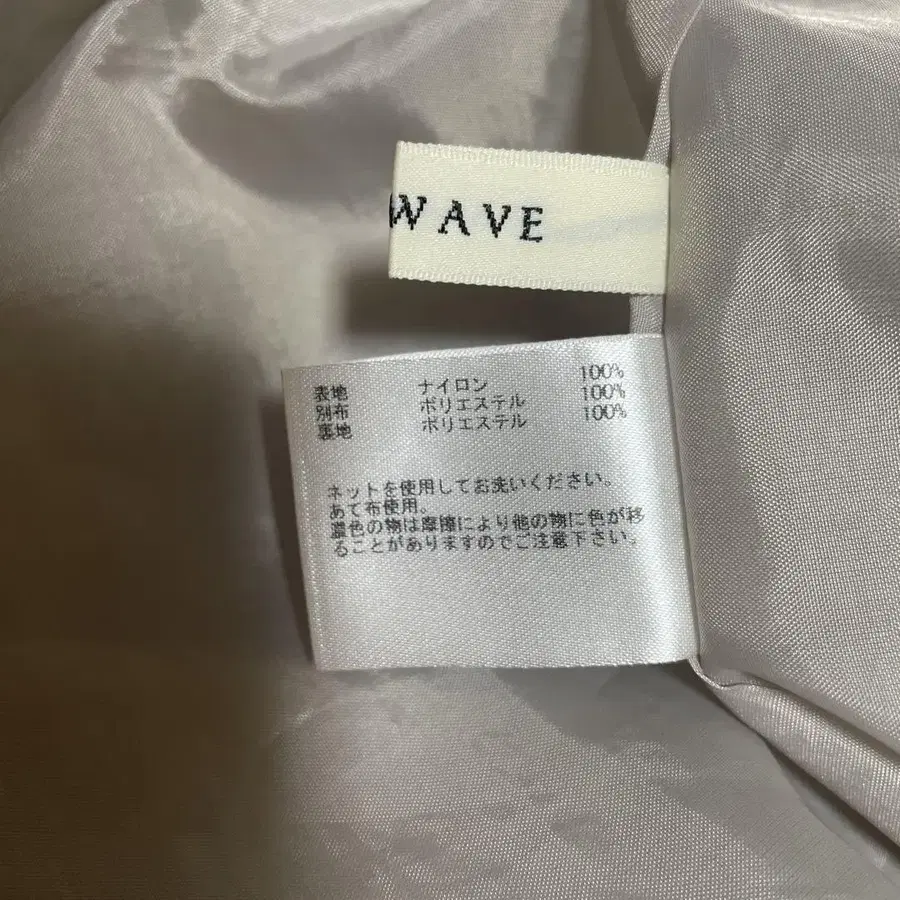 WAVE
表地 ナイロン 100%
別布 ポリエステル 100%
裏地 ポリエステル 100%
ネットを使用してお洗いください。
あて布使用。
濃色の物は摩擦により他の物に色が移
ることがありますのでご注意下さい。